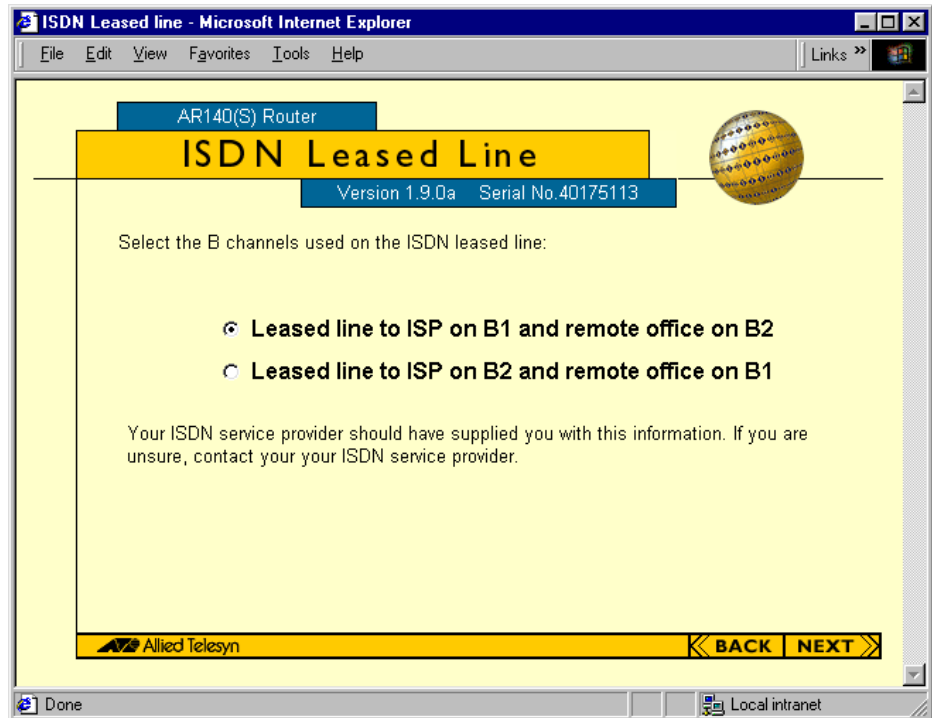 ISDN Leased line - Microsoft Internet Explorer
File Edit View Favorites Tools Help Links »
AR140(S) Router
ISDN Leased Line
Version 1.9.0a Serial No.40175113
Select the B channels used on the ISDN leased line:
Leased line to ISP on B1 and remote office on B2
Leased line to ISP on B2 and remote office on B1
Your ISDN service provider should have supplied you with this information. If you are
unsure, contact your your ISDN service provider.
Allied Telesyn BACK NEXT
Done Local intranet